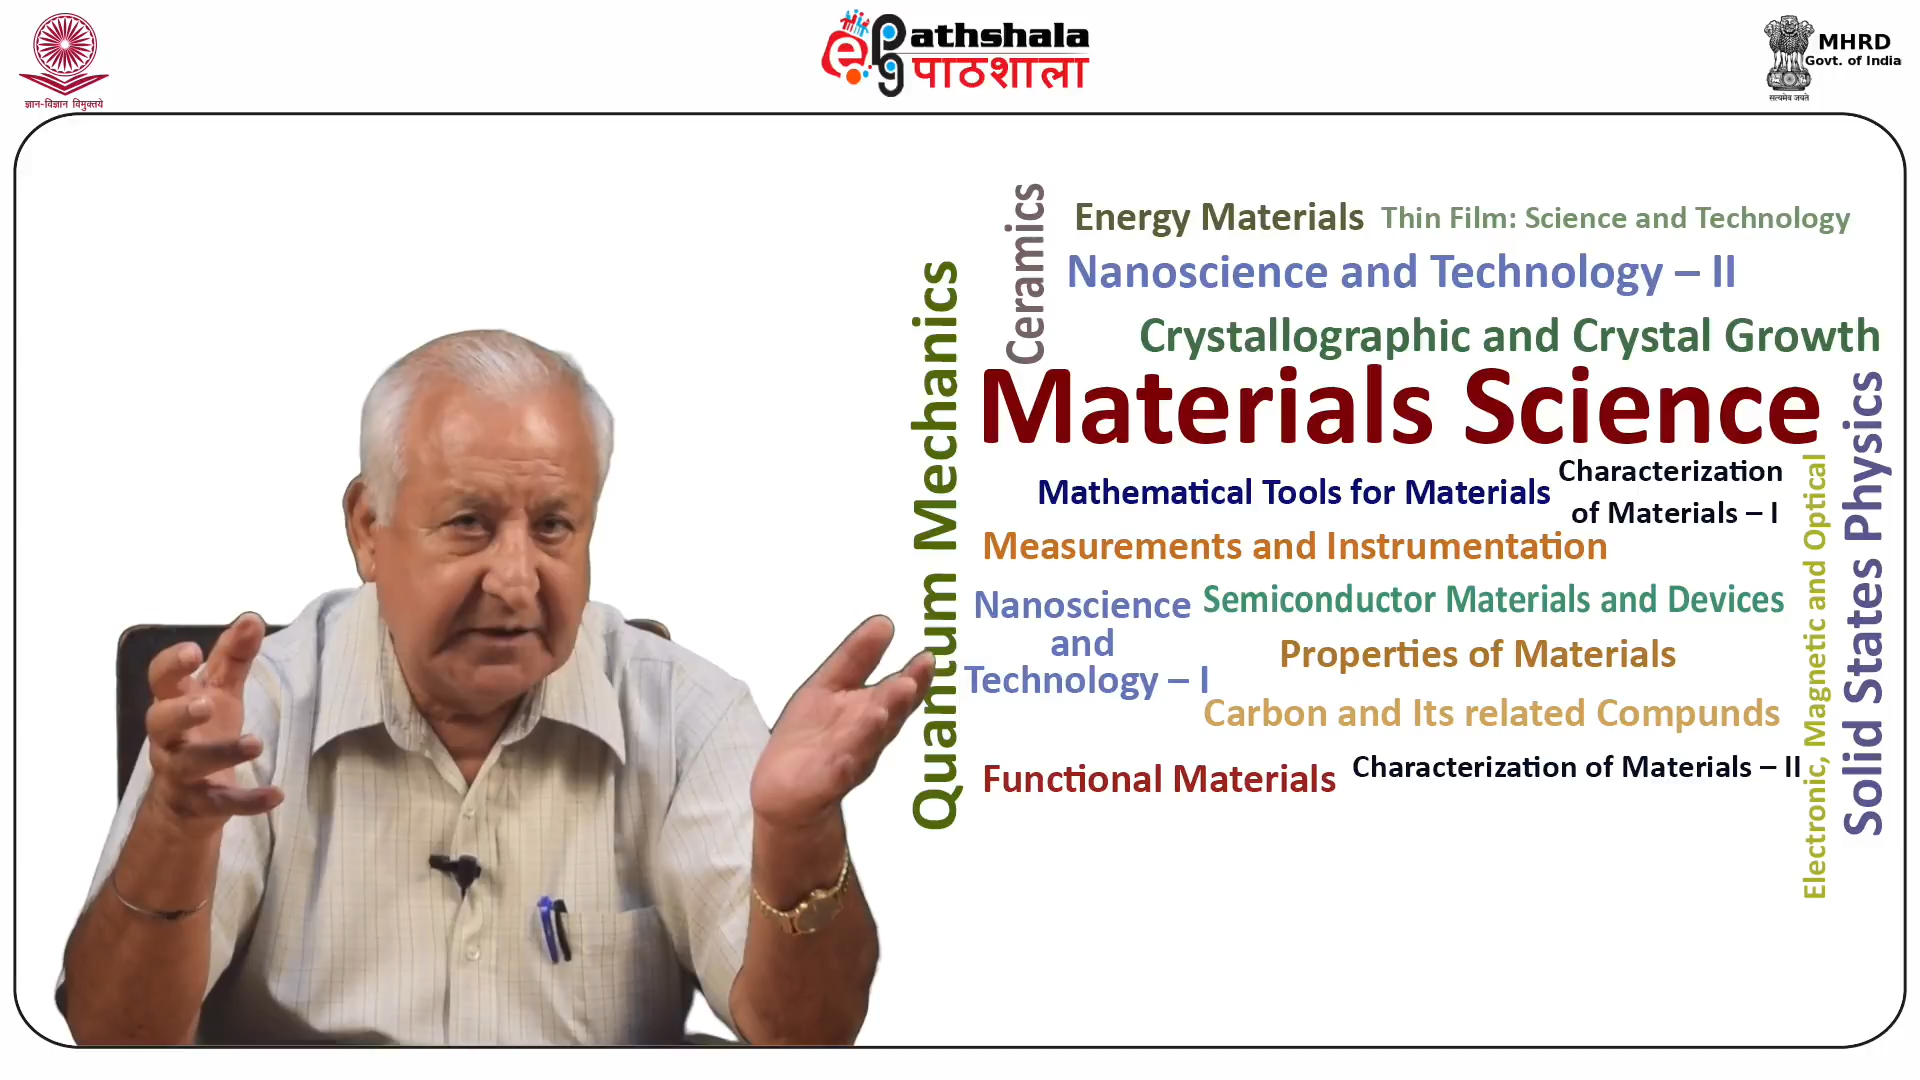 ज्ञान-विज्ञान विमुक्तये
ePathshala
पाठशाला
MHRD
Govt. of India
सत्यमेव जयते
Ceramics
Energy Materials
Thin Film: Science and Technology
Nanoscience and Technology – II
Quantum Mechanics
Crystallographic and Crystal Growth
Materials Science
Solid States Physics
Mathematical Tools for Materials
Characterization
of Materials – I
Electronic, Magnetic and Optical
Measurements and Instrumentation
Nanoscience
and
Technology – I
Semiconductor Materials and Devices
Properties of Materials
Carbon and Its related Compunds
Functional Materials
Characterization of Materials – II